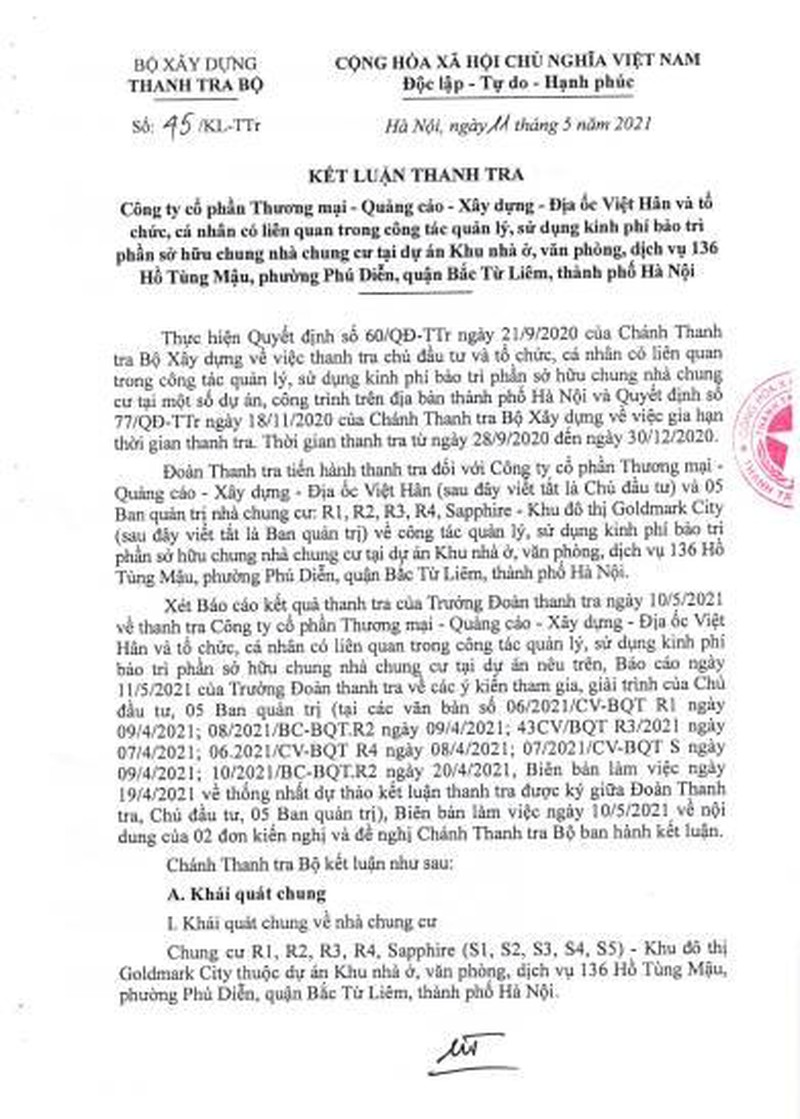 BỘ XÂY DỰNG
THANH TRA BỘ
Số: 45/KL-TTr
CỘNG HÒA XÃ HỘI CHỦ NGHĨA VIỆT NAM
Độc lập - Tự do - Hạnh phúc
Hà Nội, ngày 11 tháng 5 năm 2021
KẾT LUẬN THANH TRA
Công ty cổ phần Thương mại - Quảng cáo - Xây dựng - Địa ốc Việt Hân và tổ
chức, cá nhân có liên quan trong công tác quản lý, sử dụng kinh phí bảo trì
phần sở hữu chung nhà chung cư tại dự án Khu nhà ở, văn phòng, dịch vụ 136
Hồ Tùng Mậu, phường Phú Diễn, quận Bắc Từ Liêm, thành phố Hà Nội
Thực hiện Quyết định số 60/QĐ-TTr ngày 21/9/2020 của Chánh Thanh
tra Bộ Xây dựng về việc thanh tra chủ đầu tư và tổ chức, cá nhân có liên quan
trong công tác quản lý, sử dụng kinh phí bảo trì phần sở hữu chung nhà chung
cư tại một số dự án, công trình trên địa bàn thành phố Hà Nội và Quyết định số
77/QĐ-TTr ngày 18/11/2020 của Chánh Thanh tra Bộ Xây dựng về việc gia hạn
thời gian thanh tra. Thời gian thanh tra từ ngày 28/9/2020 đến ngày 30/12/2020.
Đoàn Thanh tra tiến hành thanh tra đối với Công ty cổ phần Thương mại -
Quảng cáo - Xây dựng - Địa ốc Việt Hân (sau đây viết tắt là Chủ đầu tư) và 05
Ban quản trị nhà chung cư: R1, R2, R3, R4, Sapphire - Khu đô thị Goldmark City
(sau đây viết tắt là Ban quản trị) về công tác quản lý, sử dụng kinh phí bảo trì
phần sở hữu chung nhà chung cư tại dự án Khu nhà ở, văn phòng, dịch vụ 136 Hồ
Tùng Mậu, phường Phú Diễn, quận Bắc Từ Liêm, thành phố Hà Nội.
Xét Báo cáo kết quả thanh tra của Trưởng Đoàn thanh tra ngày 10/5/2021
về thanh tra Công ty cổ phần Thương mại - Quảng cáo - Xây dựng - Địa ốc Việt
Hân và tổ chức, cá nhân có liên quan trong công tác quản lý, sử dụng kinh phí
bảo trì phần sở hữu chung nhà chung cư tại dự án nêu trên, Báo cáo ngày
11/5/2021 của Trưởng Đoàn thanh tra về các ý kiến tham gia, giải trình của Chủ
đầu tư, 05 Ban quản trị (tại các văn bản số 06/2021/CV-BQT R1 ngày
09/4/2021; 08/2021/BC-BQT.R2 ngày 09/4/2021; 43CV/BQT R3/2021 ngày
07/4/2021; 06.2021/CV-BQT R4 ngày 08/4/2021; 07/2021/CV-BQT S ngày
09/4/2021; 10/2021/BC-BQT.R2 ngày 20/4/2021, Biên bản làm việc ngày
19/4/2021 về thống nhất dự thảo kết luận thanh tra được ký giữa Đoàn Thanh
tra, Chủ đầu tư, 05 Ban quản trị), Biên bản làm việc ngày 10/5/2021 về nội
dung của 02 đơn kiến nghị và đề nghị Chánh Thanh tra Bộ ban hành kết luận.
Chánh Thanh tra Bộ kết luận như sau:
A. Khái quát chung
I. Khái quát chung về nhà chung cư
Chung cư R1, R2, R3, R4, Sapphire (S1, S2, S3, S4, S5) - Khu đô thị
Goldmark City thuộc dự án Khu nhà ở, văn phòng, dịch vụ 136 Hồ Tùng Mậu,
phường Phú Diễn, quận Bắc Từ Liêm, thành phố Hà Nội.